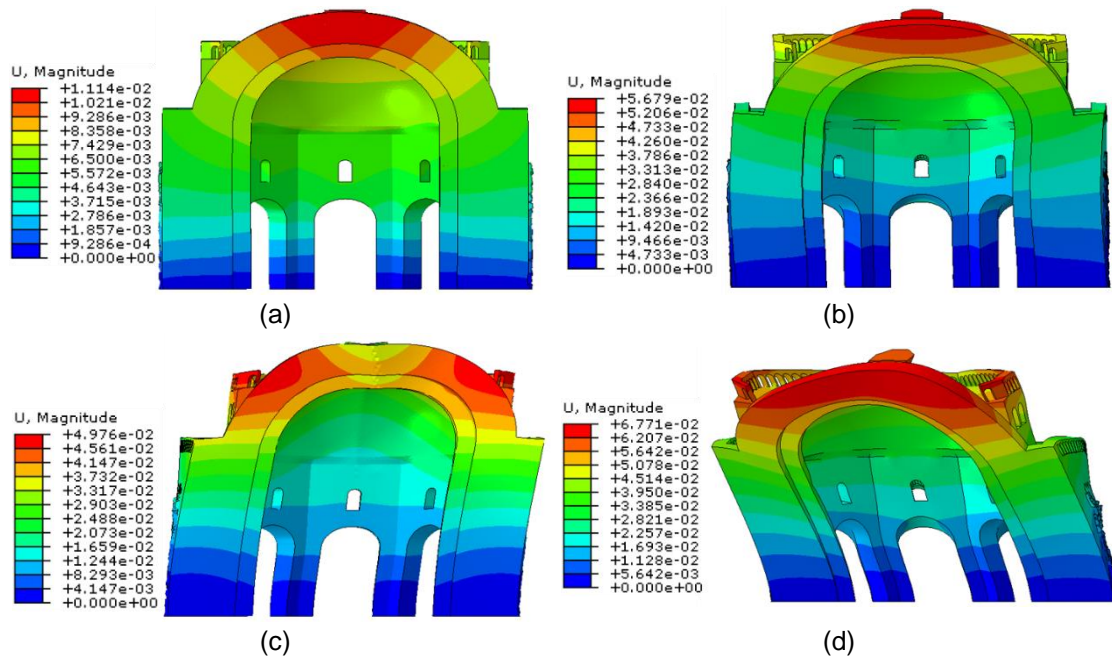 U, Magnitude
+1.114e-02
+1.021e-02
+9.286e-03
+8.358e-03
+7.429e-03
+6.500e-03
+5.572e-03
+4.643e-03
+3.715e-03
+2.786e-03
+1.857e-03
+9.286e-04
+0.000e+00
(a)
U, Magnitude
+5.679e-02
+5.206e-02
+4.733e-02
+4.260e-02
+3.786e-02
+3.313e-02
+2.840e-02
+2.366e-02
+1.893e-02
+1.420e-02
+9.466e-03
+4.733e-03
+0.000e+00
(b)
U, Magnitude
+4.976e-02
+4.561e-02
+4.147e-02
+3.732e-02
+3.317e-02
+2.903e-02
+2.488e-02
+2.073e-02
+1.659e-02
+1.244e-02
+8.293e-03
+4.147e-03
+0.000e+00
(c)
U, Magnitude
+6.771e-02
+6.207e-02
+5.642e-02
+5.078e-02
+4.514e-02
+3.950e-02
+3.385e-02
+2.821e-02
+2.257e-02
+1.693e-02
+1.128e-02
+5.642e-03
+0.000e+00
(d)